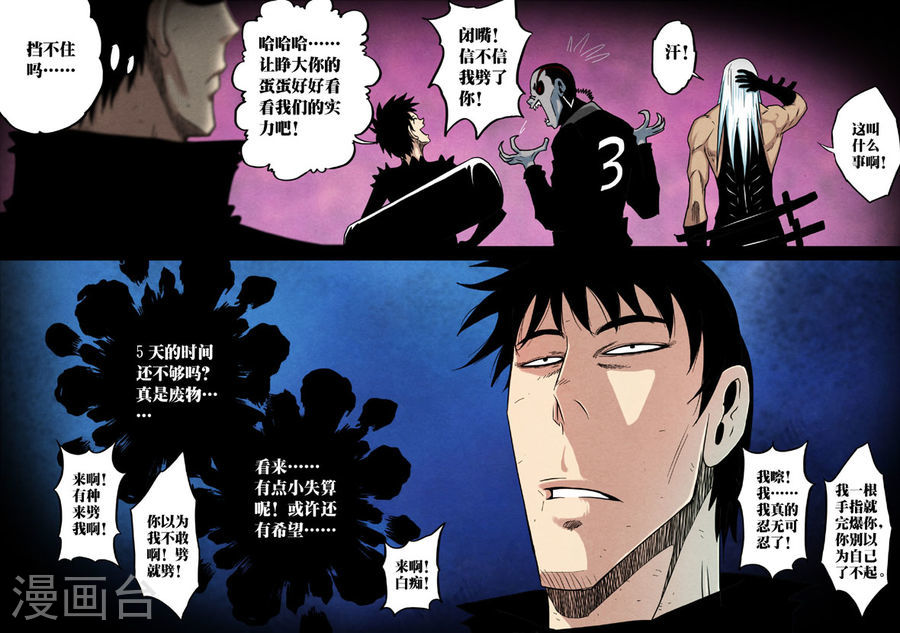 挡不住
吗……
哈哈哈……
让睁大你的
蛋蛋好好看
看我们的实
力吧！
闭嘴！
信不信
我劈了
你！
汗！
这叫
什么
事啊！
3
5天的时间
还不够吗？
真是废物…
…
看来……
有点小失算
呢！或许还
有希望……
来啊！
有种
来劈
我啊！
你以为
我不敢
啊！劈
就劈！
来啊！
白痴！
我嚓！
我……
我真的
忍无可
忍了！
我一根
手指就
完爆你，
你别以
为自己
了不起。
漫画台